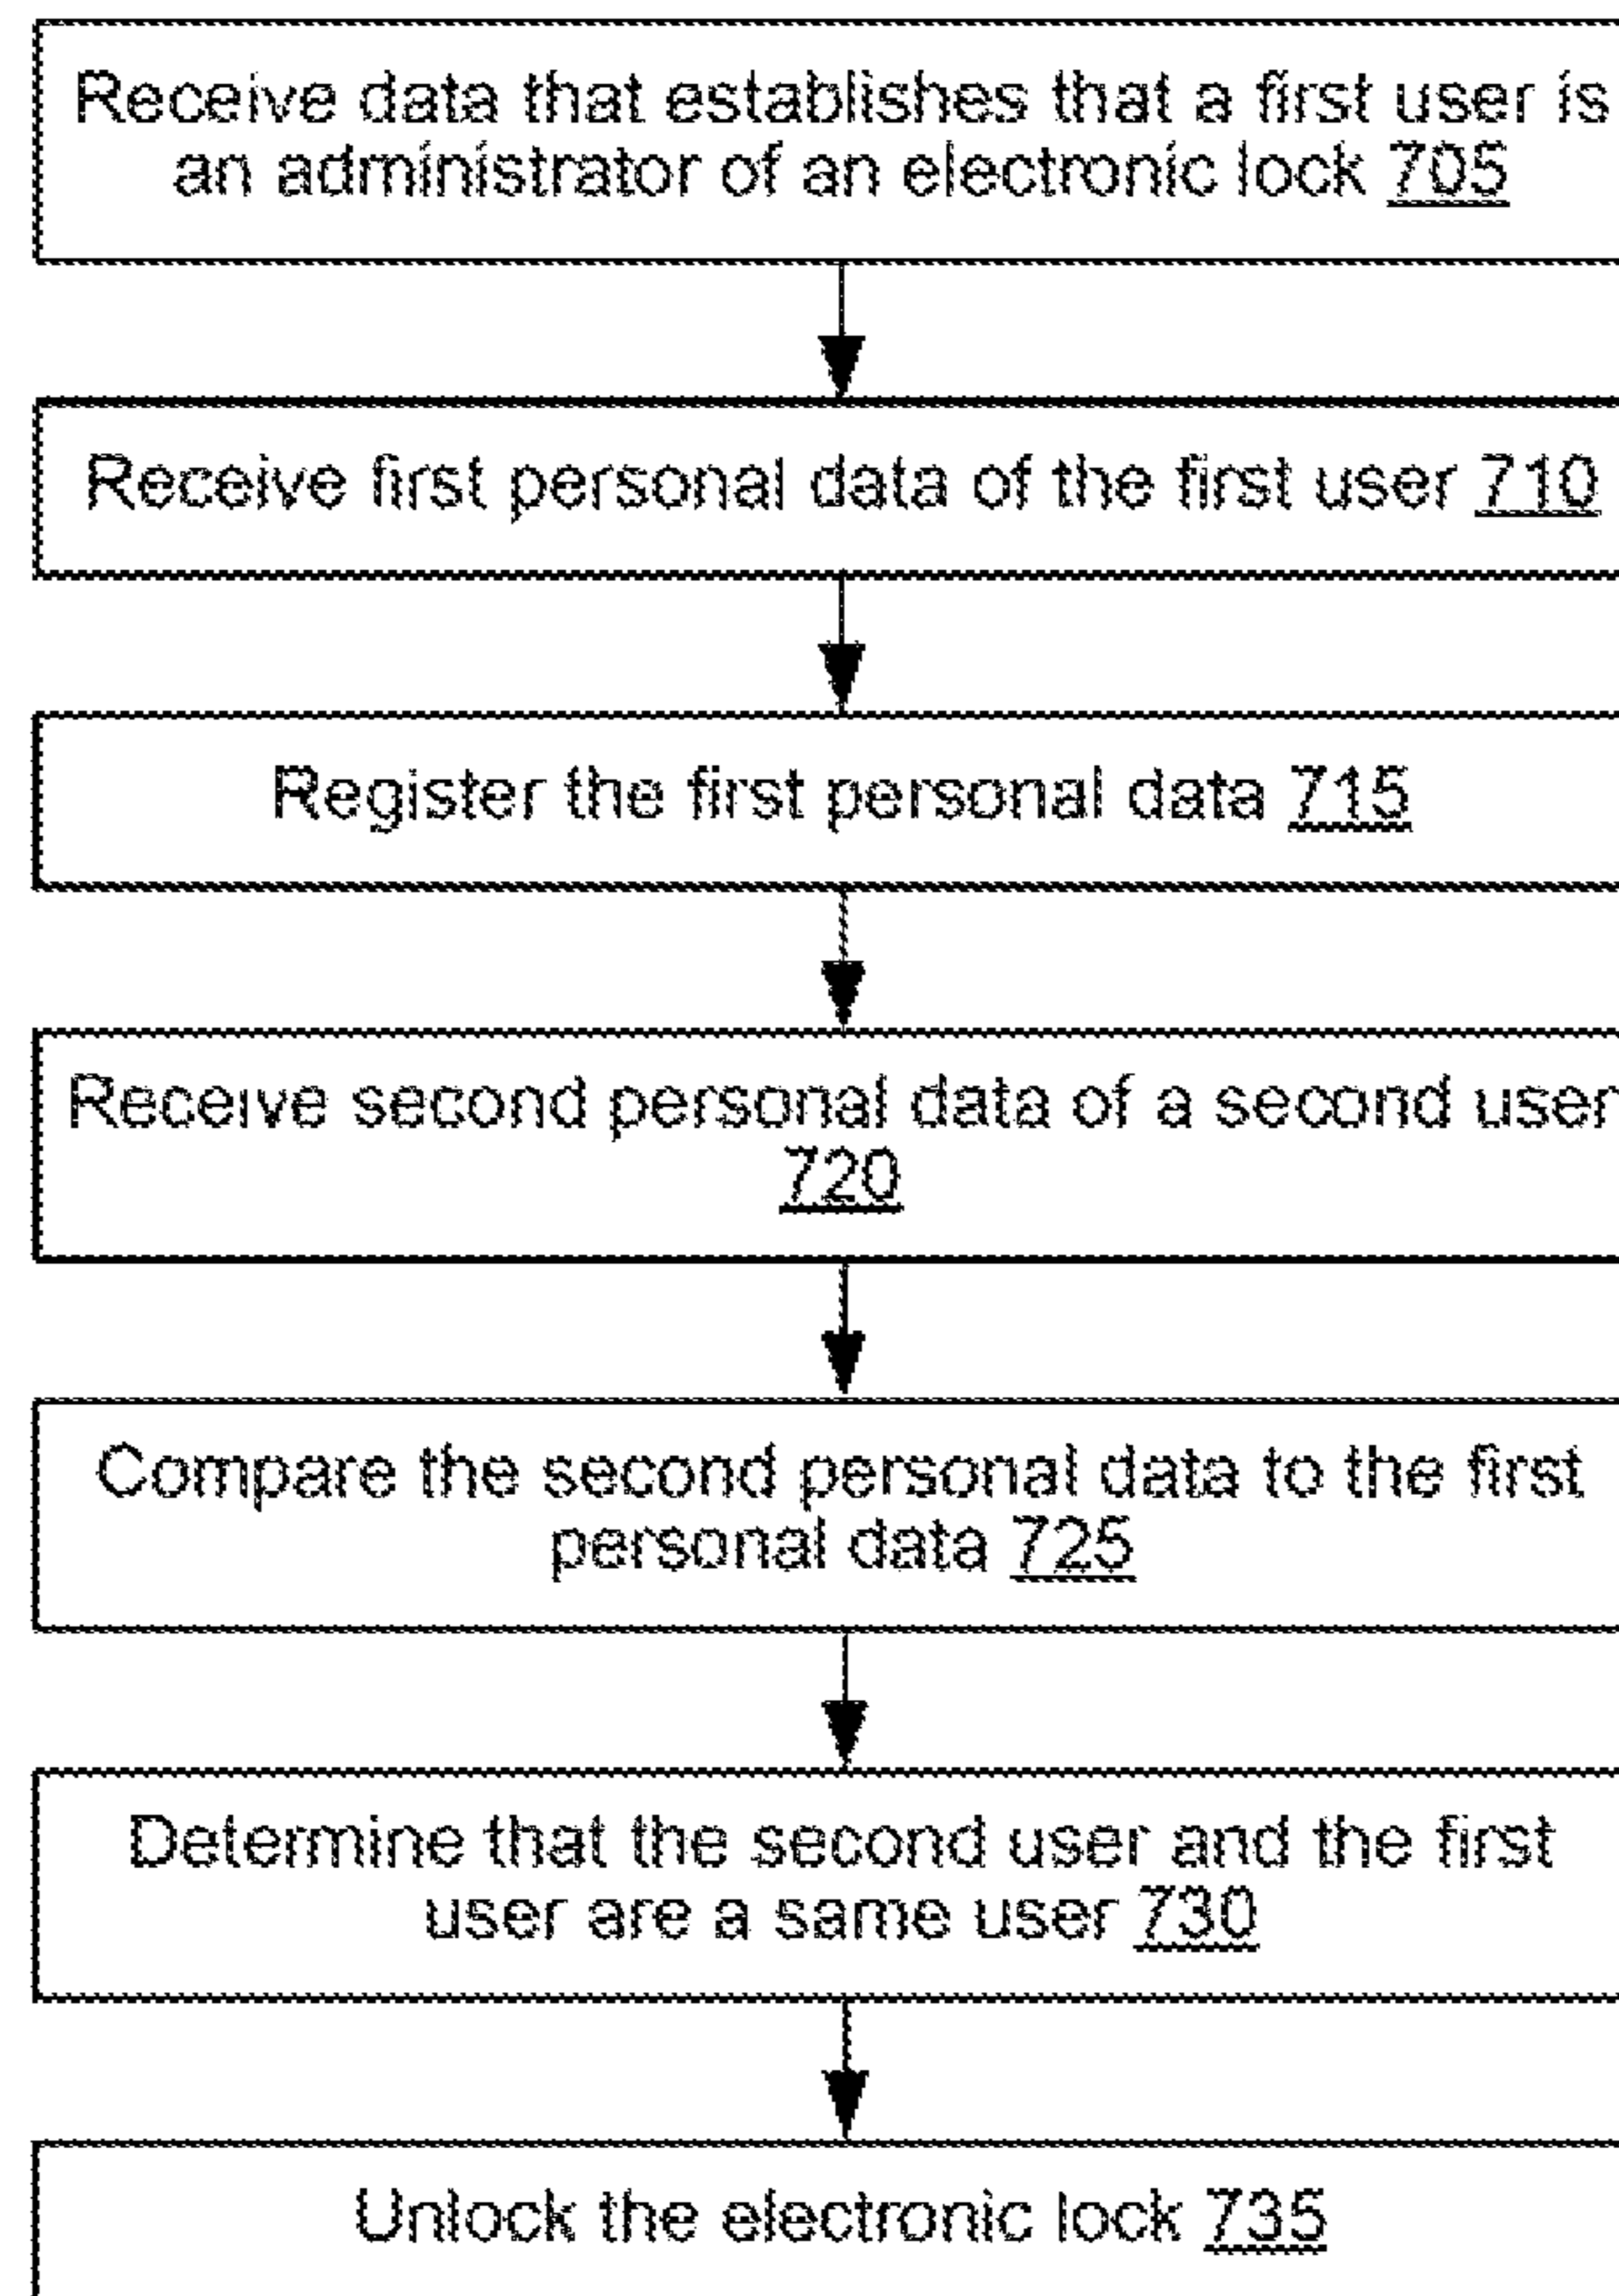 Receive data that establishes that a first user is
an administrator of an electronic lock 705
Receive first personal data of the first user 710
Register the first personal data 715
Receive second personal data of a second user
720
Compare the second personal data to the first
personal data 725
Determine that the second user and the first
user are a same user 730
Unlock the electronic lock 735